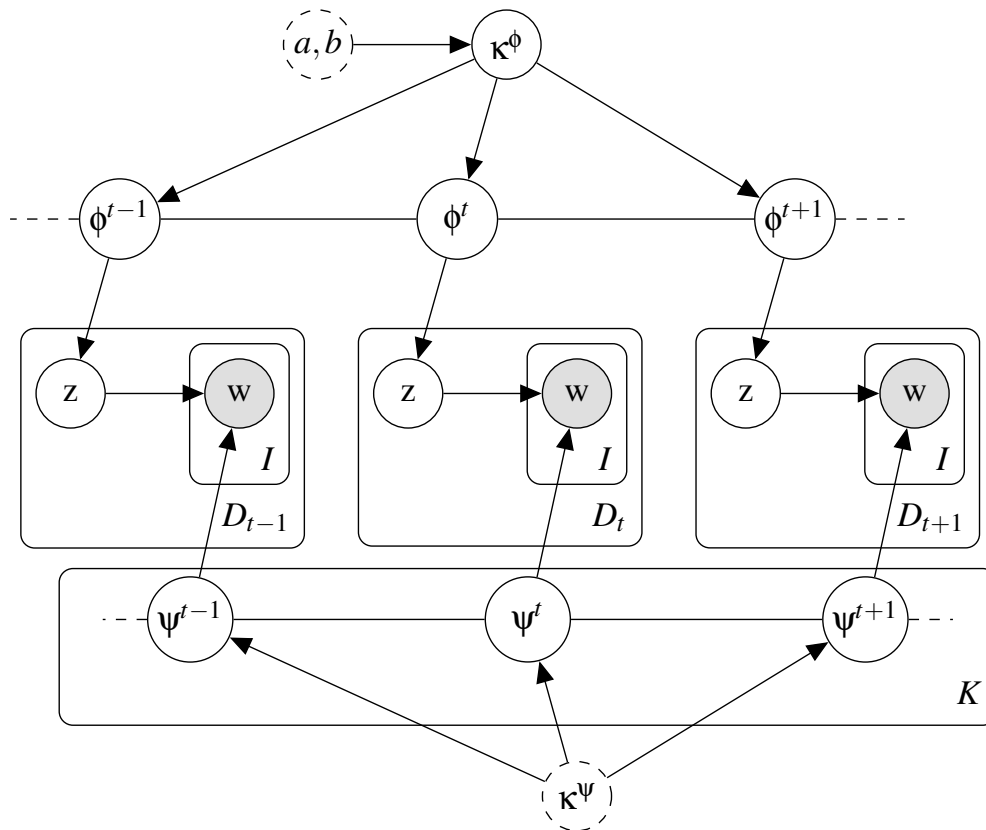 a, b κ^ϕ
ϕ^{t−1} ϕ^t ϕ^{t+1}
z w z w z w
I I I
D_{t−1} D_t D_{t+1}
ψ^{t−1} ψ^t ψ^{t+1}
K
κ^ψ